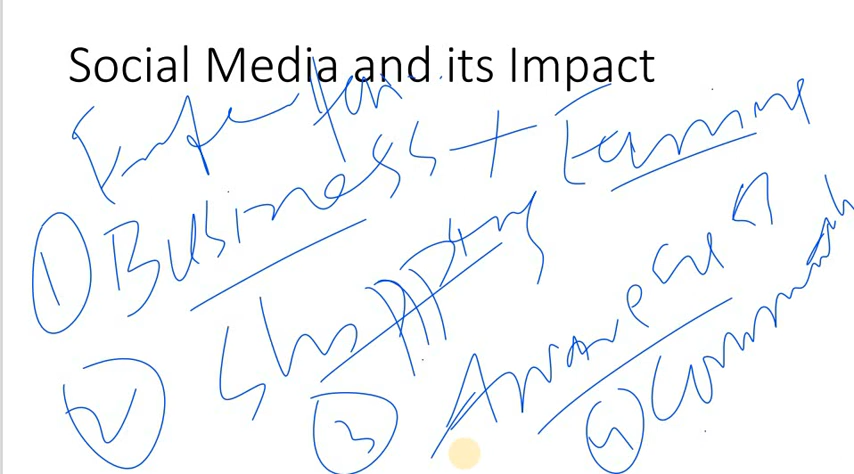 Social Media and its Impact
① Business + Earning
② Shopping
③ Awareness
④